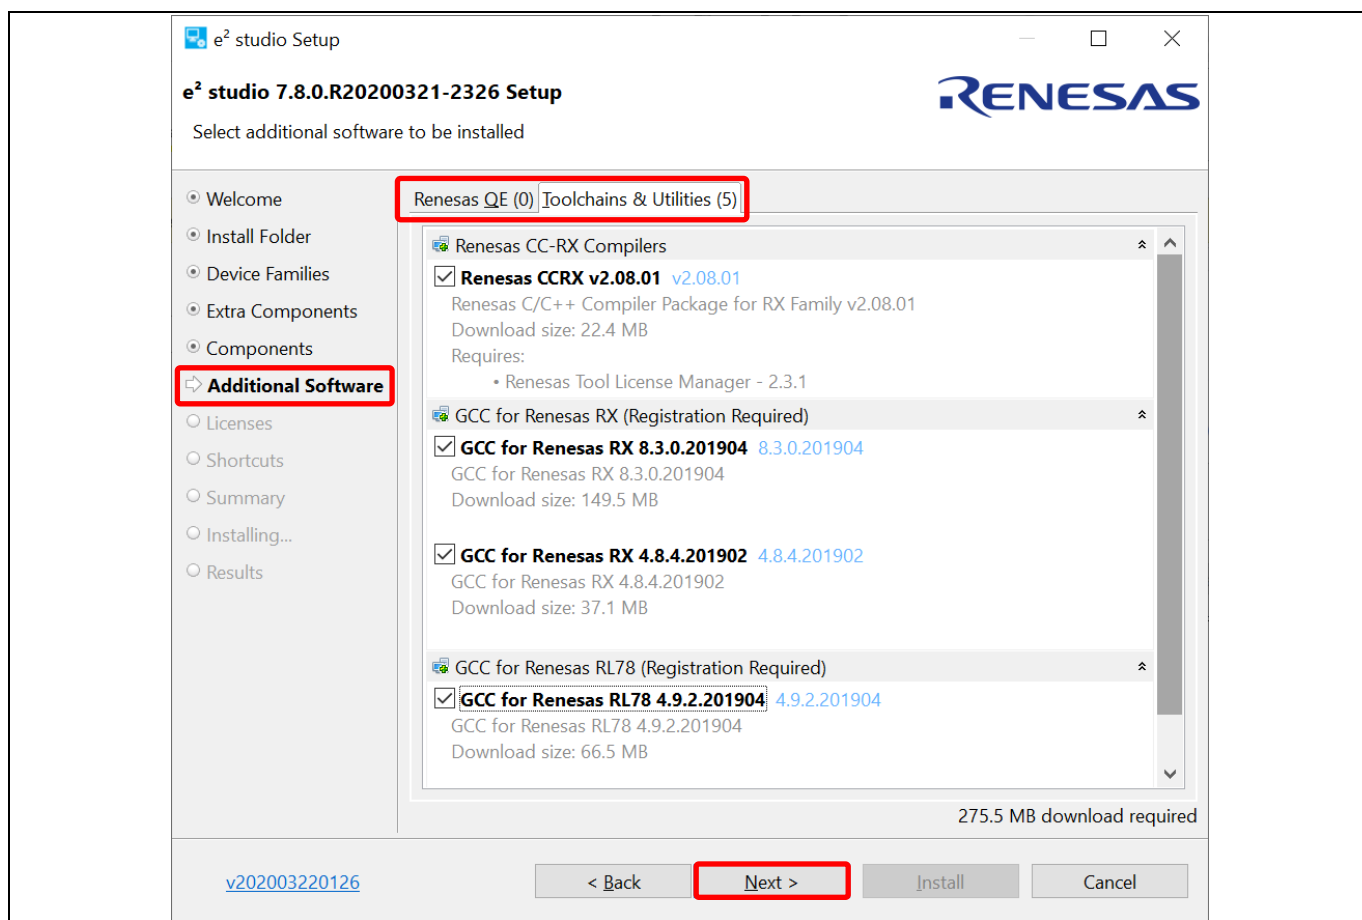 e² studio Setup
e² studio 7.8.0.R20200321-2326 Setup
RENESAS
Select additional software to be installed
Welcome
Install Folder
Device Families
Extra Components
Components
Additional Software
Licenses
Shortcuts
Summary
Installing...
Results
Renesas QE (0) Toolchains & Utilities (5)
Renesas CC-RX Compilers
Renesas CCRX v2.08.01 v2.08.01
Renesas C/C++ Compiler Package for RX Family v2.08.01
Download size: 22.4 MB
Requires:
• Renesas Tool License Manager - 2.3.1
GCC for Renesas RX (Registration Required)
GCC for Renesas RX 8.3.0.201904 8.3.0.201904
GCC for Renesas RX 8.3.0.201904
Download size: 149.5 MB
GCC for Renesas RX 4.8.4.201902 4.8.4.201902
GCC for Renesas RX 4.8.4.201902
Download size: 37.1 MB
GCC for Renesas RL78 (Registration Required)
GCC for Renesas RL78 4.9.2.201904 4.9.2.201904
GCC for Renesas RL78 4.9.2.201904
Download size: 66.5 MB
275.5 MB download required
v202003220126
< Back
Next >
Install
Cancel